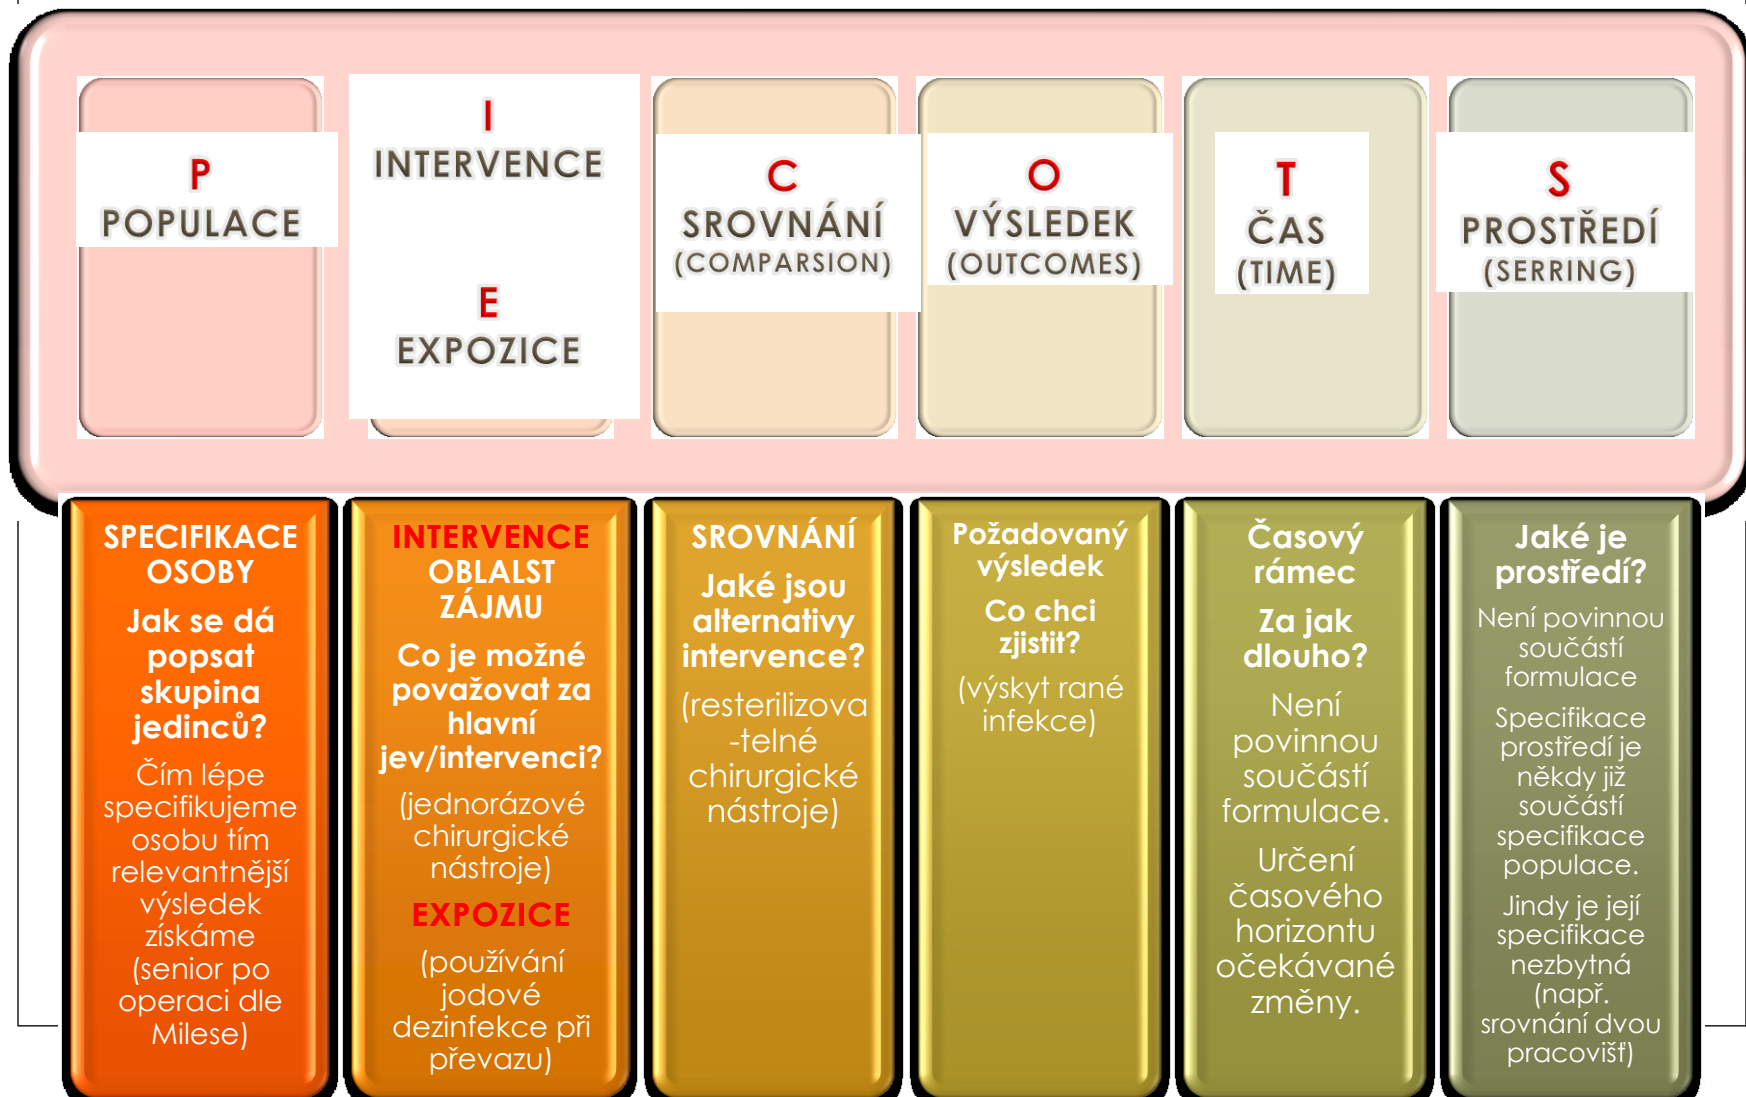 P
POPULACE
I
INTERVENCE
E
EXPOZICE
C
SROVNÁNÍ
(COMPARSION)
O
VÝSLEDEK
(OUTCOMES)
T
ČAS
(TIME)
S
PROSTŘEDÍ
(SERRING)
SPECIFIKACE
OSOBY
Jak se dá
popsat
skupina
jedinců?
Čím lépe
specifikujeme
osobu tím
relevantnější
výsledek
získáme
(senior po
operaci dle
Milese)
INTERVENCE
OBLALST
ZÁJMU
Co je možné
považovat za
hlavní
jev/intervenci?
(jednorázové
chirurgické
nástroje)
EXPOZICE
(používání
jodové
dezinfekce při
převazu)
SROVNÁNÍ
Jaké jsou
alternativy
intervence?
(resterilizova
-telné
chirurgické
nástroje)
Požadovaný
výsledek
Co chci
zjistit?
(výskyt rané
infekce)
Časový
rámec
Za jak
dlouho?
Není
povinnou
součástí
formulace.
Určení
časového
horizontu
očekávané
změny.
Jaké je
prostředí?
Není povinnou
součástí
formulace
Specifikace
prostředí je
někdy již
součástí
specifikace
populace.
Jindy je její
specifikace
nezbytná
(např.
srovnání dvou
pracovišť)